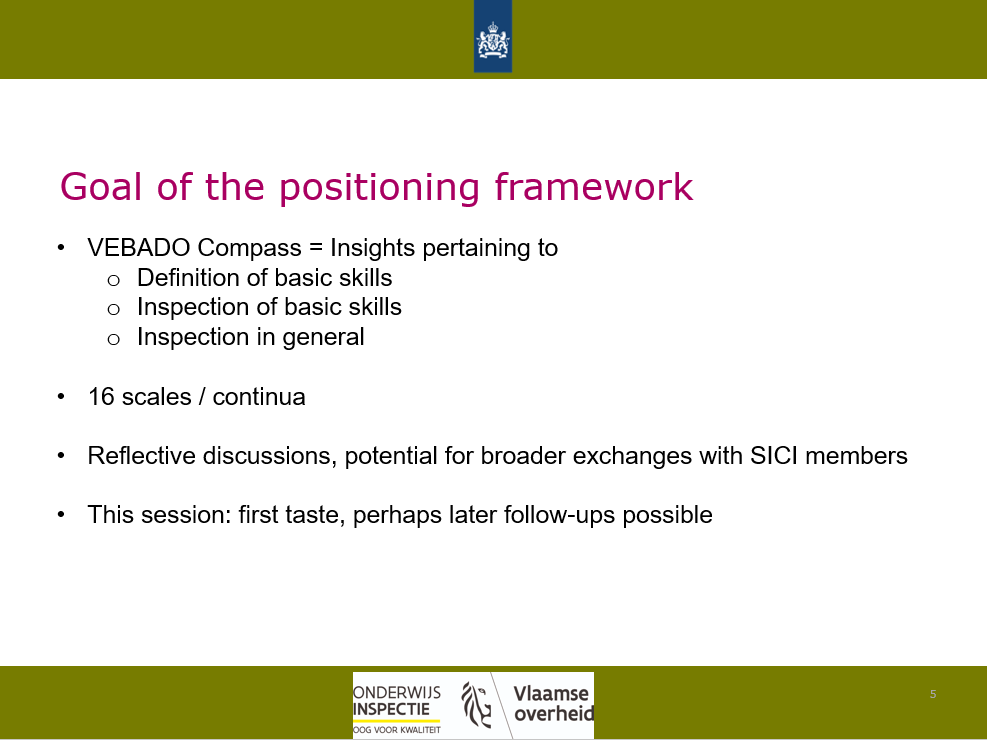 Goal of the positioning framework
• VEBADO Compass = Insights pertaining to
o Definition of basic skills
o Inspection of basic skills
o Inspection in general
• 16 scales / continua
• Reflective discussions, potential for broader exchanges with SICI members
• This session: first taste, perhaps later follow-ups possible
ONDERWIJS
INSPECTIE
OOG VOOR KWALITEIT
Vlaamse
overheid
5